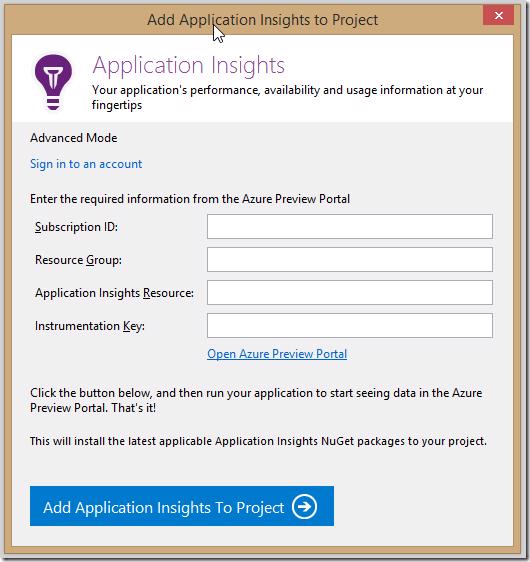 Add Application Insights to Project
Application Insights
Your application's performance, availability and usage information at your
fingertips
Advanced Mode
Sign in to an account
Enter the required information from the Azure Preview Portal
Subscription ID:
Resource Group:
Application Insights Resource:
Instrumentation Key:
Open Azure Preview Portal
Click the button below, and then run your application to start seeing data in the Azure
Preview Portal. That's it!
This will install the latest applicable Application Insights NuGet packages to your project.
Add Application Insights To Project